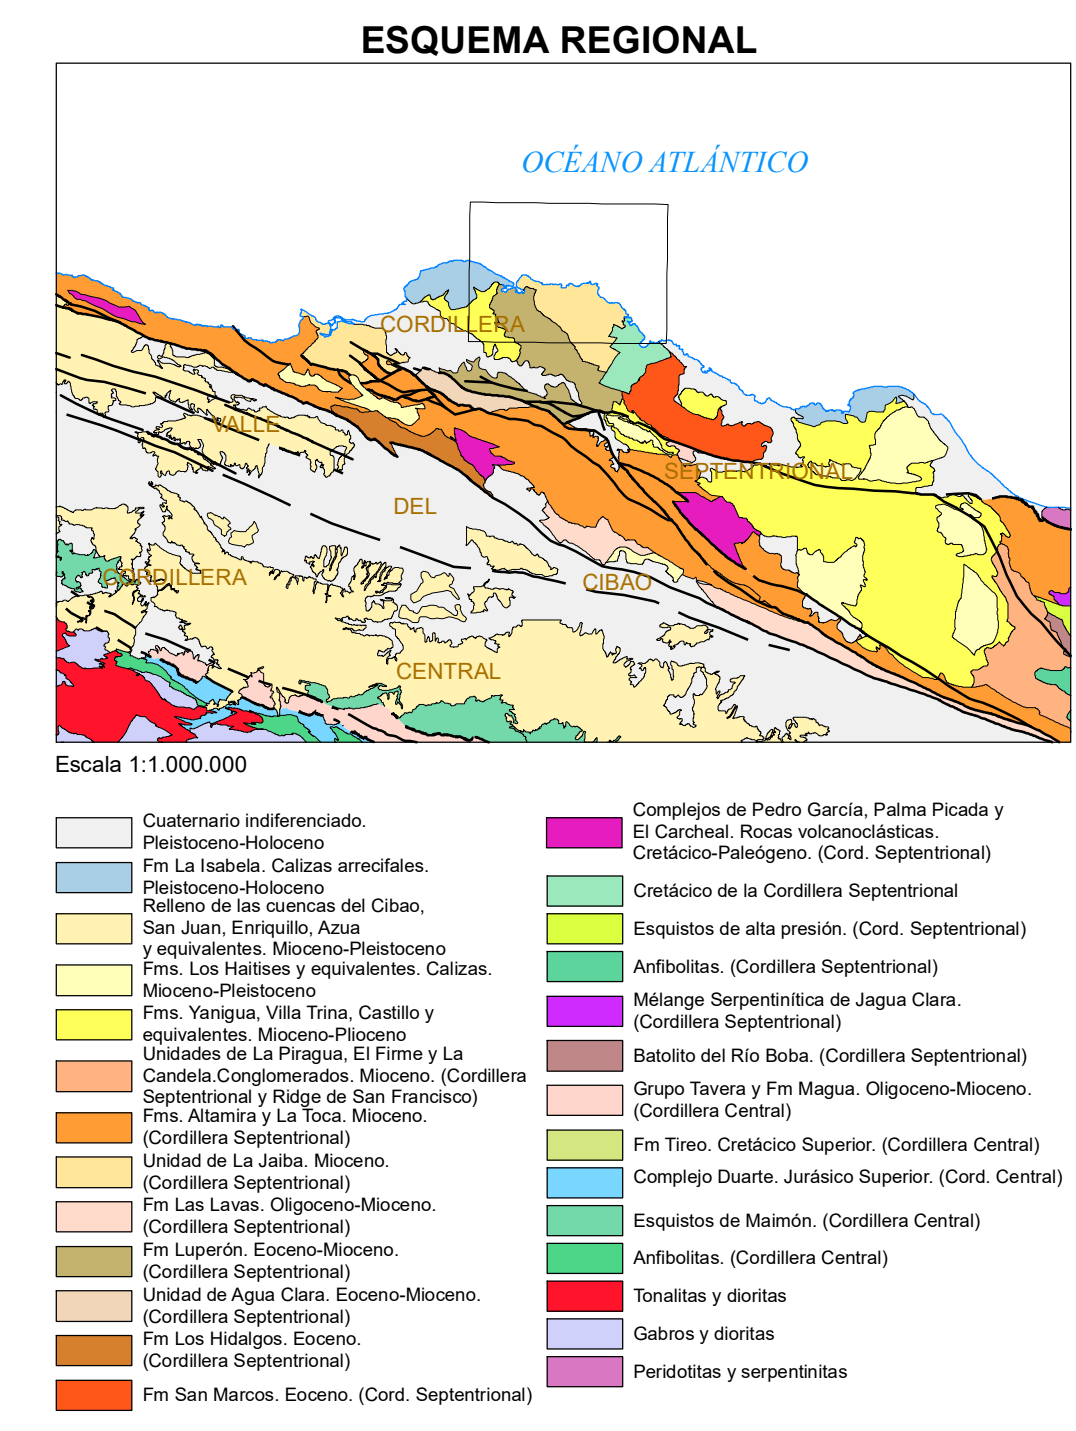 ESQUEMA REGIONAL
OCÉANO ATLÁNTICO
CORDILLERA
VALLE
SEPTENTRIONAL
DEL
CORDILLERA
CIBAO
CENTRAL
Escala 1:1.000.000
Cuaternario indiferenciado.
Pleistoceno-Holoceno
Fm La Isabela. Calizas arrecifales.
Pleistoceno-Holoceno
Relleno de las cuencas del Cibao,
San Juan, Enriquillo, Azua
y equivalentes. Mioceno-Pleistoceno
Fms. Los Haitises y equivalentes. Calizas.
Mioceno-Pleistoceno
Fms. Yanigua, Villa Trina, Castillo y
equivalentes. Mioceno-Plioceno
Unidades de La Piragua, El Firme y La
Candela.Conglomerados. Mioceno. (Cordillera
Septentrional y Ridge de San Francisco)
Fms. Altamira y La Toca. Mioceno.
(Cordillera Septentrional)
Unidad de La Jaiba. Mioceno.
(Cordillera Septentrional)
Fm Las Lavas. Oligoceno-Mioceno.
(Cordillera Septentrional)
Fm Luperón. Eoceno-Mioceno.
(Cordillera Septentrional)
Unidad de Agua Clara. Eoceno-Mioceno.
(Cordillera Septentrional)
Fm Los Hidalgos. Eoceno.
(Cordillera Septentrional)
Fm San Marcos. Eoceno. (Cord. Septentrional)
Complejos de Pedro García, Palma Picada y
El Carcheal. Rocas volcanoclásticas.
Cretácico-Paleógeno. (Cord. Septentrional)
Cretácico de la Cordillera Septentrional
Esquistos de alta presión. (Cord. Septentrional)
Anfibolitas. (Cordillera Septentrional)
Mélange Serpentinítica de Jagua Clara.
(Cordillera Septentrional)
Batolito del Río Boba. (Cordillera Septentrional)
Grupo Tavera y Fm Magua. Oligoceno-Mioceno.
(Cordillera Central)
Fm Tireo. Cretácico Superior. (Cordillera Central)
Complejo Duarte. Jurásico Superior. (Cord. Central)
Esquistos de Maimón. (Cordillera Central)
Anfibolitas. (Cordillera Central)
Tonalitas y dioritas
Gabros y dioritas
Peridotitas y serpentinitas